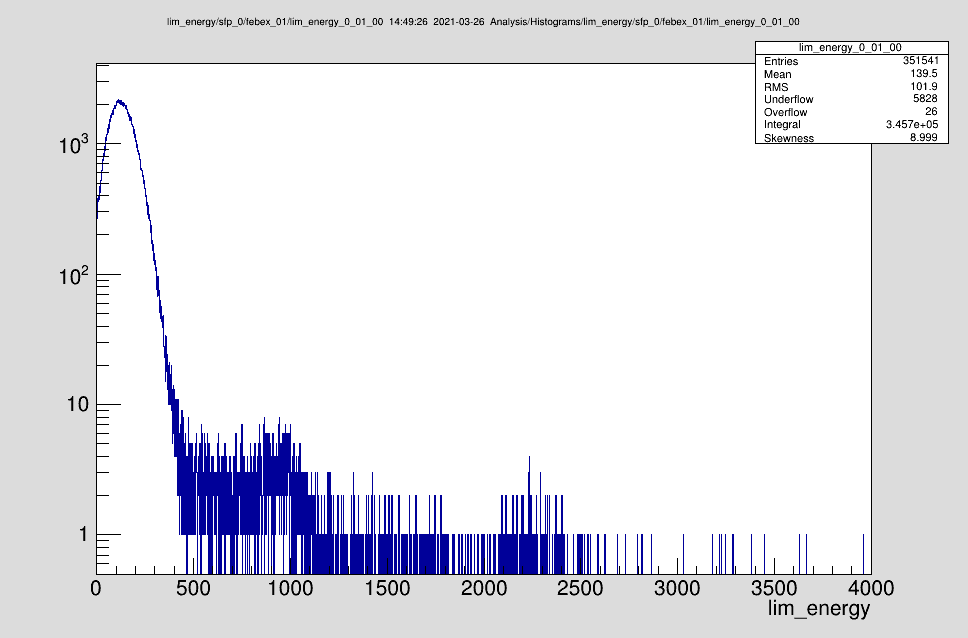 lim_energy/sfp_0/febex_01/lim_energy_0_01_00 14:49:26 2021-03-26 Analysis/Histograms/lim_energy/sfp_0/febex_01/lim_energy_0_01_00
lim_energy_0_01_00
Entries 351541
Mean 139.5
RMS 101.9
Underflow 5828
Overflow 26
Integral 3.457e+05
Skewness 8.999
10³
10²
10
1
0 500 1000 1500 2000 2500 3000 3500 4000
lim_energy